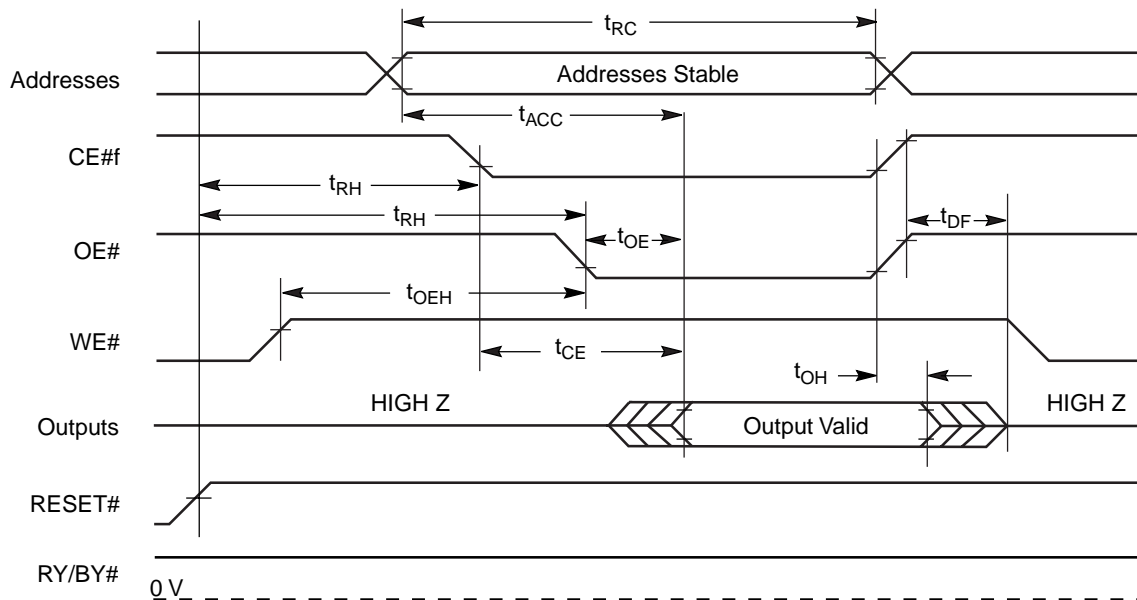 tRC
Addresses
Addresses Stable
tACC
CE#f
tRH
tRH
tOE
tDF
OE#
tOEH
WE#
tCE
tOH
HIGH Z
HIGH Z
Outputs
Output Valid
RESET#
RY/BY#
0 V